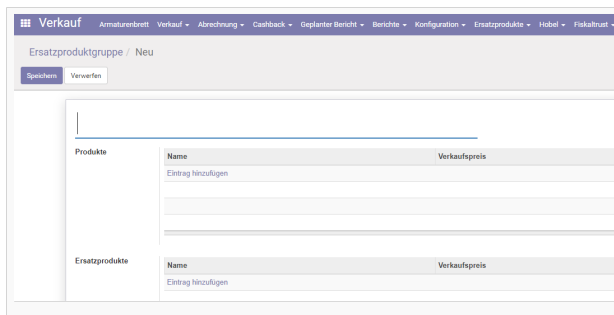 Verkauf Armaturenbrett Verkauf Abrechnung Cashback Geplanter Bericht Berichte Konfiguration Ersatzprodukte Hobel Fiskaltrust
Ersatzproduktgruppe / Neu
Speichern Verwerfen
Produkte
Name Verkaufspreis
Eintrag hinzufügen
Ersatzprodukte
Name Verkaufspreis
Eintrag hinzufügen